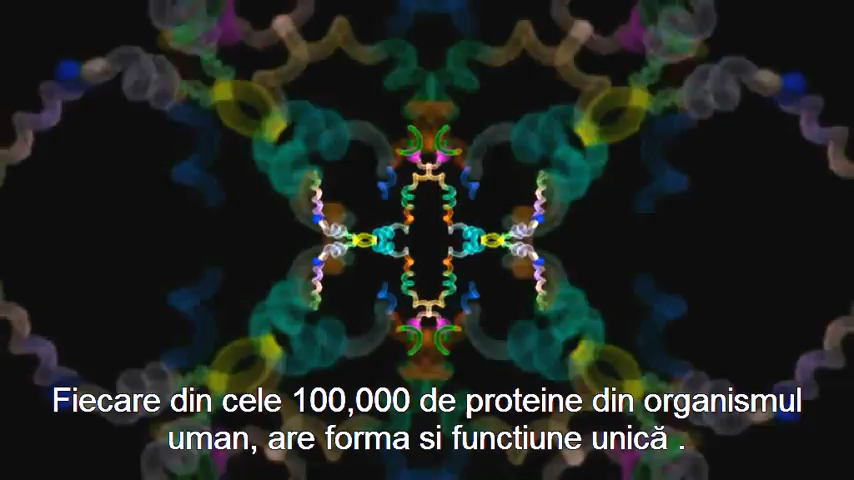 Fiecare din cele 100,000 de proteine din organismul
uman, are forma si functiune unică .